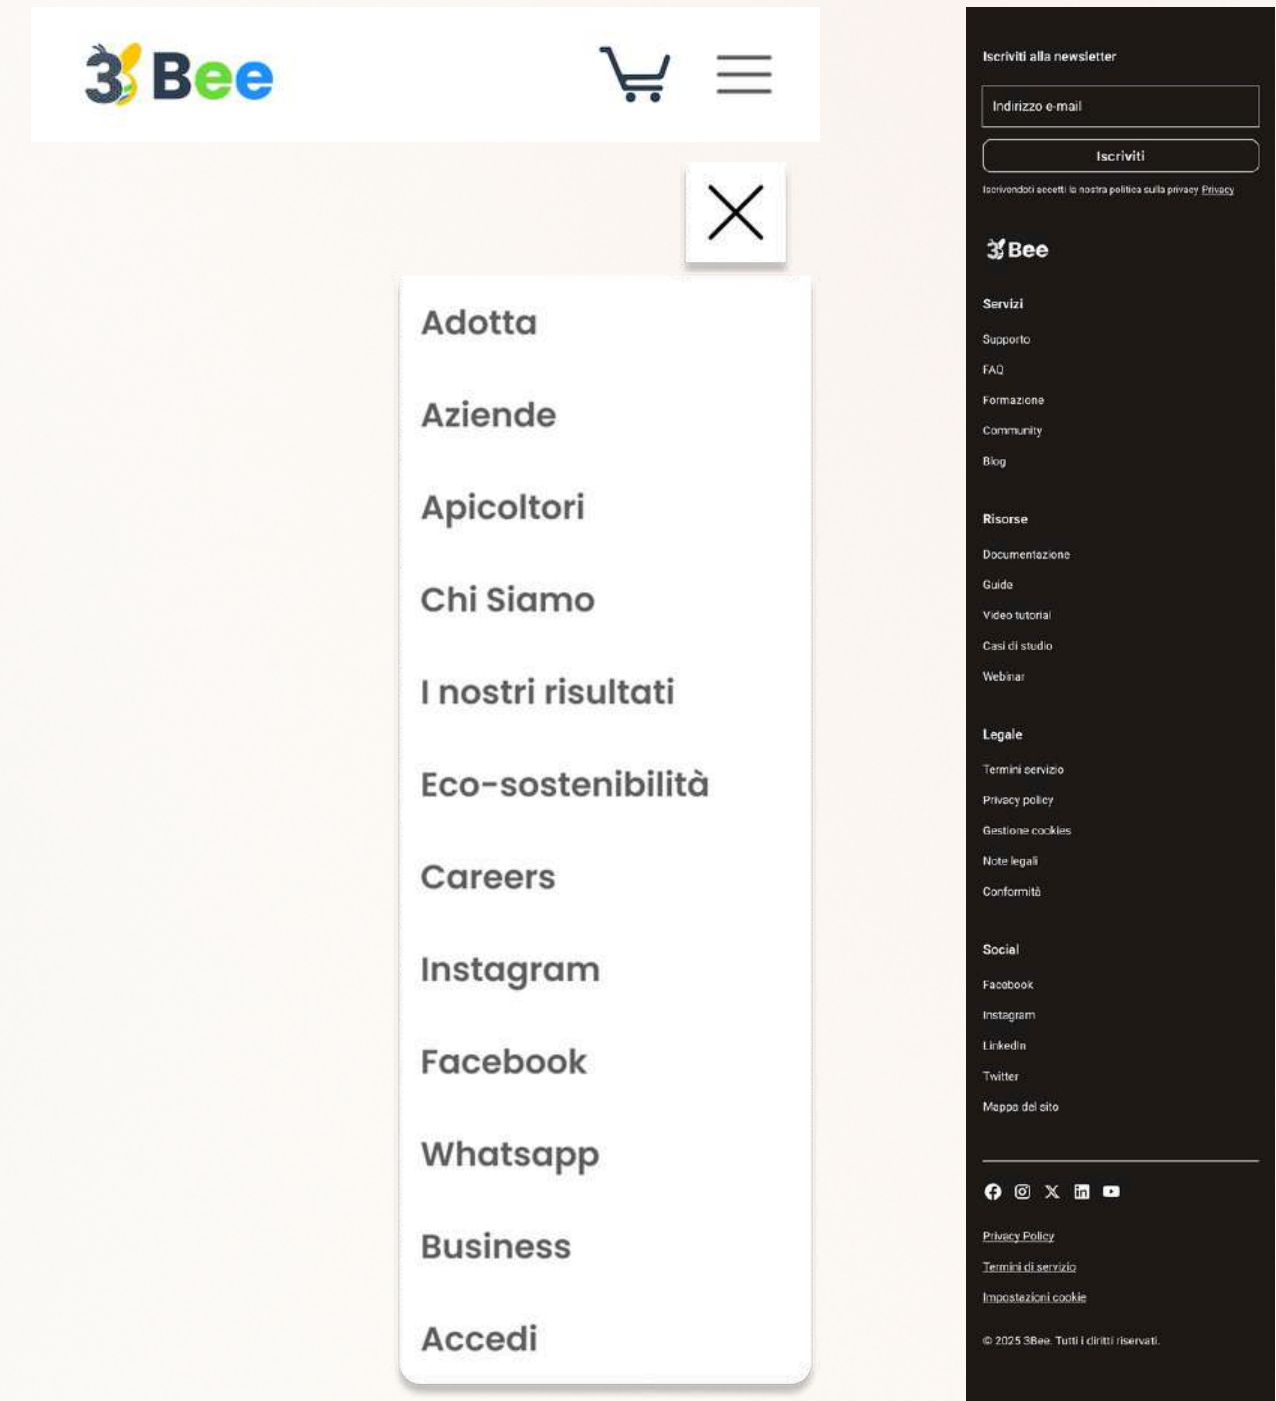 3Bee
Adotta
Aziende
Apicoltori
Chi Siamo
I nostri risultati
Eco-sostenibilità
Careers
Instagram
Facebook
Whatsapp
Business
Accedi
Iscriviti alla newsletter
Indirizzo e-mail
Iscriviti
Iscrivendoti accetti la nostra politica sulla privacy Privacy
3Bee
Servizi
Supporto
FAQ
Formazione
Community
Blog
Risorse
Documentazione
Guide
Video tutorial
Casi di studio
Webinar
Legale
Termini servizio
Privacy policy
Gestione cookies
Note legali
Conformità
Social
Facebook
Instagram
LinkedIn
Twitter
Mappa del sito
Privacy Policy
Termini di servizio
Impostazioni cookie
© 2025 3Bee. Tutti i diritti riservati.